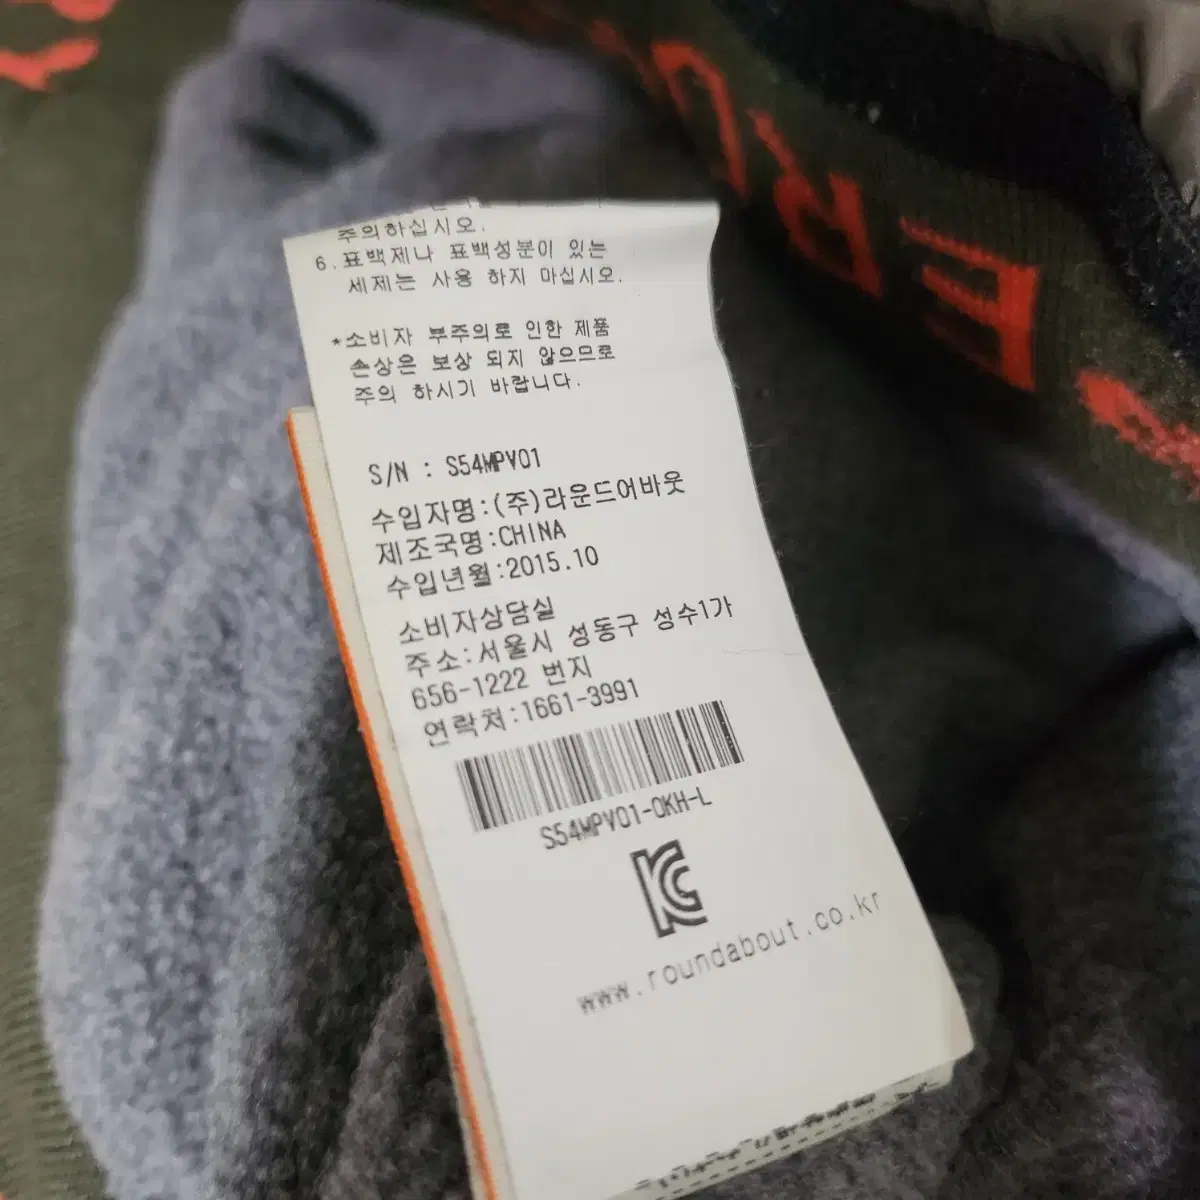 주의하십시오.
6.표백제나 표백성분이 있는
세제는 사용 하지 마십시오.
*소비자 부주의로 인한 제품
손상은 보상 되지 않으므로
주의 하시기 바랍니다.
S/N : S54MPV01
수입자명:(주)라운드어바웃
제조국명:CHINA
수입년월:2015.10
소비자상담실
주소:서울시 성동구 성수1가
656-1222 번지
연락처:1661-3991
S54MPV01-OKH-L
KC
www.roundabout.co.kr